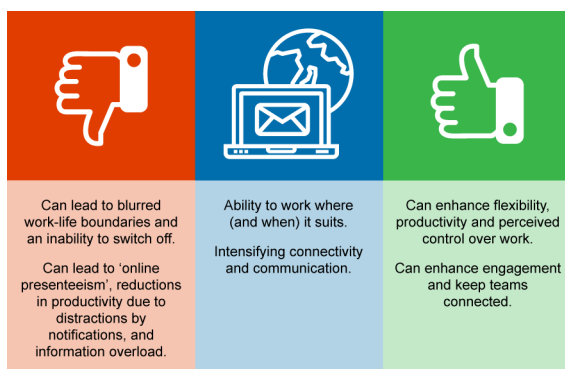 Can lead to blurred
work-life boundaries and
an inability to switch off.
Can lead to ‘online
presenteeism’, reductions
in productivity due to
distractions by
notifications, and
information overload.
Ability to work where
(and when) it suits.
Intensifying connectivity
and communication.
Can enhance flexibility,
productivity and perceived
control over work.
Can enhance engagement
and keep teams
connected.